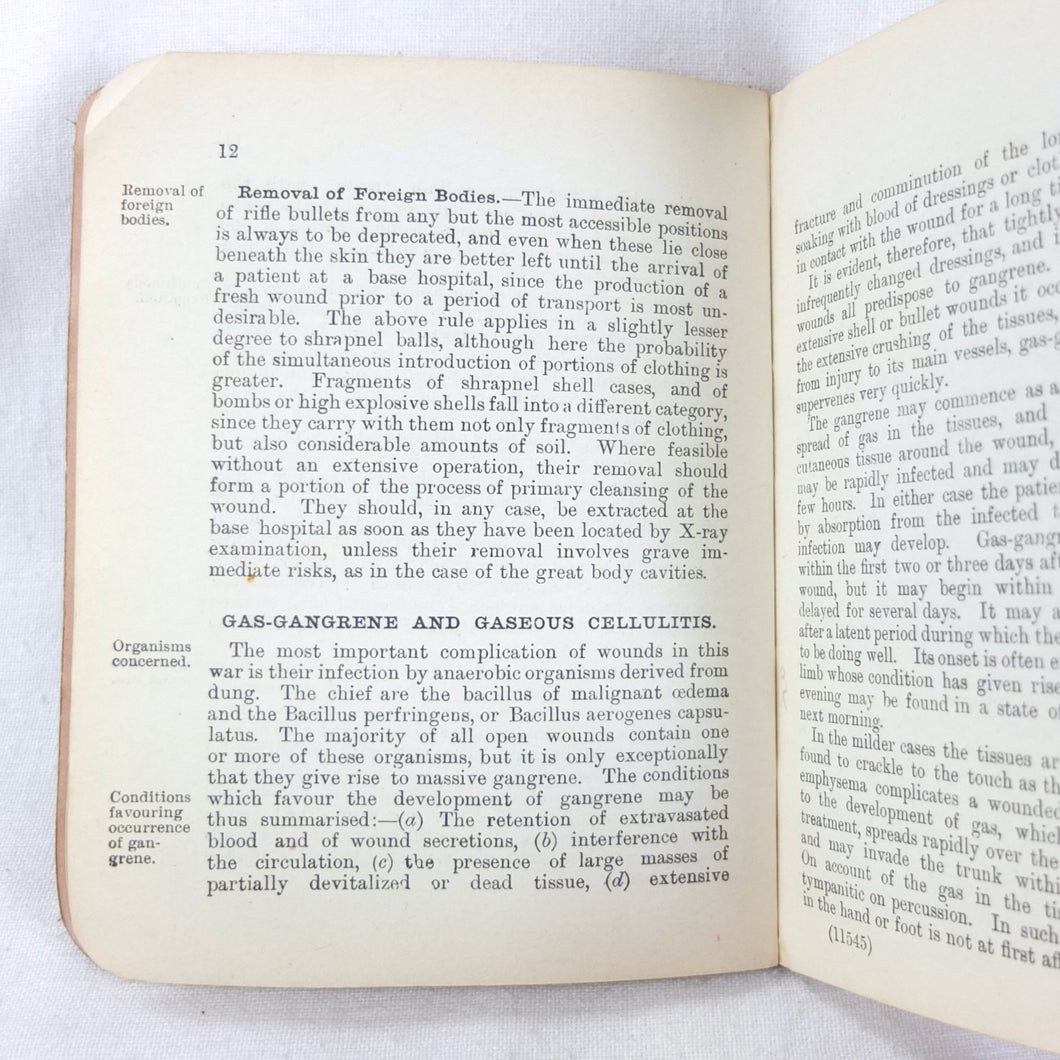 12
Removal of
foreign
bodies.
Removal of Foreign Bodies.—The immediate removal
of rifle bullets from any but the most accessible positions
is always to be deprecated, and even when these lie close
beneath the skin they are better left until the arrival of
a patient at a base hospital, since the production of a
fresh wound prior to a period of transport is most un-
desirable. The above rule applies in a slightly lesser
degree to shrapnel balls, although here the probability
of the simultaneous introduction of portions of clothing is
greater. Fragments of shrapnel shell cases, and of
bombs or high explosive shells fall into a different category,
since they carry with them not only fragments of clothing,
but also considerable amounts of soil. Where feasible
without an extensive operation, their removal should
form a portion of the process of primary cleansing of the
wound. They should, in any case, be extracted at the
base hospital as soon as they have been located by X-ray
examination, unless their removal involves grave im-
mediate risks, as in the case of the great body cavities.
GAS-GANGRENE AND GASEOUS CELLULITIS.
Organisms
concerned.
The most important complication of wounds in this
war is their infection by anaerobic organisms derived from
dung. The chief are the bacillus of malignant œdema
and the Bacillus perfringens, or Bacillus aerogenes capsu-
latus. The majority of all open wounds contain one
or more of these organisms, but it is only exceptionally
that they give rise to massive gangrene. The conditions
Conditions
favouring
occurrence
of gan-
grene.
which favour the development of gangrene may be
thus summarised:—(a) The retention of extravasated
blood and of wound secretions, (b) interference with
the circulation, (c) the presence of large masses of
partially devitalized or dead tissue, (d) extensive
fracture and comminution of the
soaking with blood of dressings or
in contact with the wound for a long
It is evident, therefore, that tightly
infrequently changed dressings, and
wounds all predispose to gangrene.
extensive shell or bullet wounds it
the extensive crushing of the tissues,
from injury to its main vessels,
supervenes very quickly.
The gangrene may commence as a
spread of gas in the tissues, and
cutaneous tissue around the wound,
may be rapidly infected and may
few hours. In either case the
by absorption from the infected
infection may develop.
within the first two or three days
wound, but it may begin within
delayed for several days. It may
after a latent period during which
to be doing well. Its onset is often
limb whose condition has given
evening may be found in a state
next morning.
In the milder cases the tissues
found to crackle to the touch as
emphysema complicates a
to the development of gas,
treatment, spreads rapidly over the
and may invade the trunk
On account of the gas in the
tympanitic on percussion. In such
in the hand or foot is not at first
(11545)